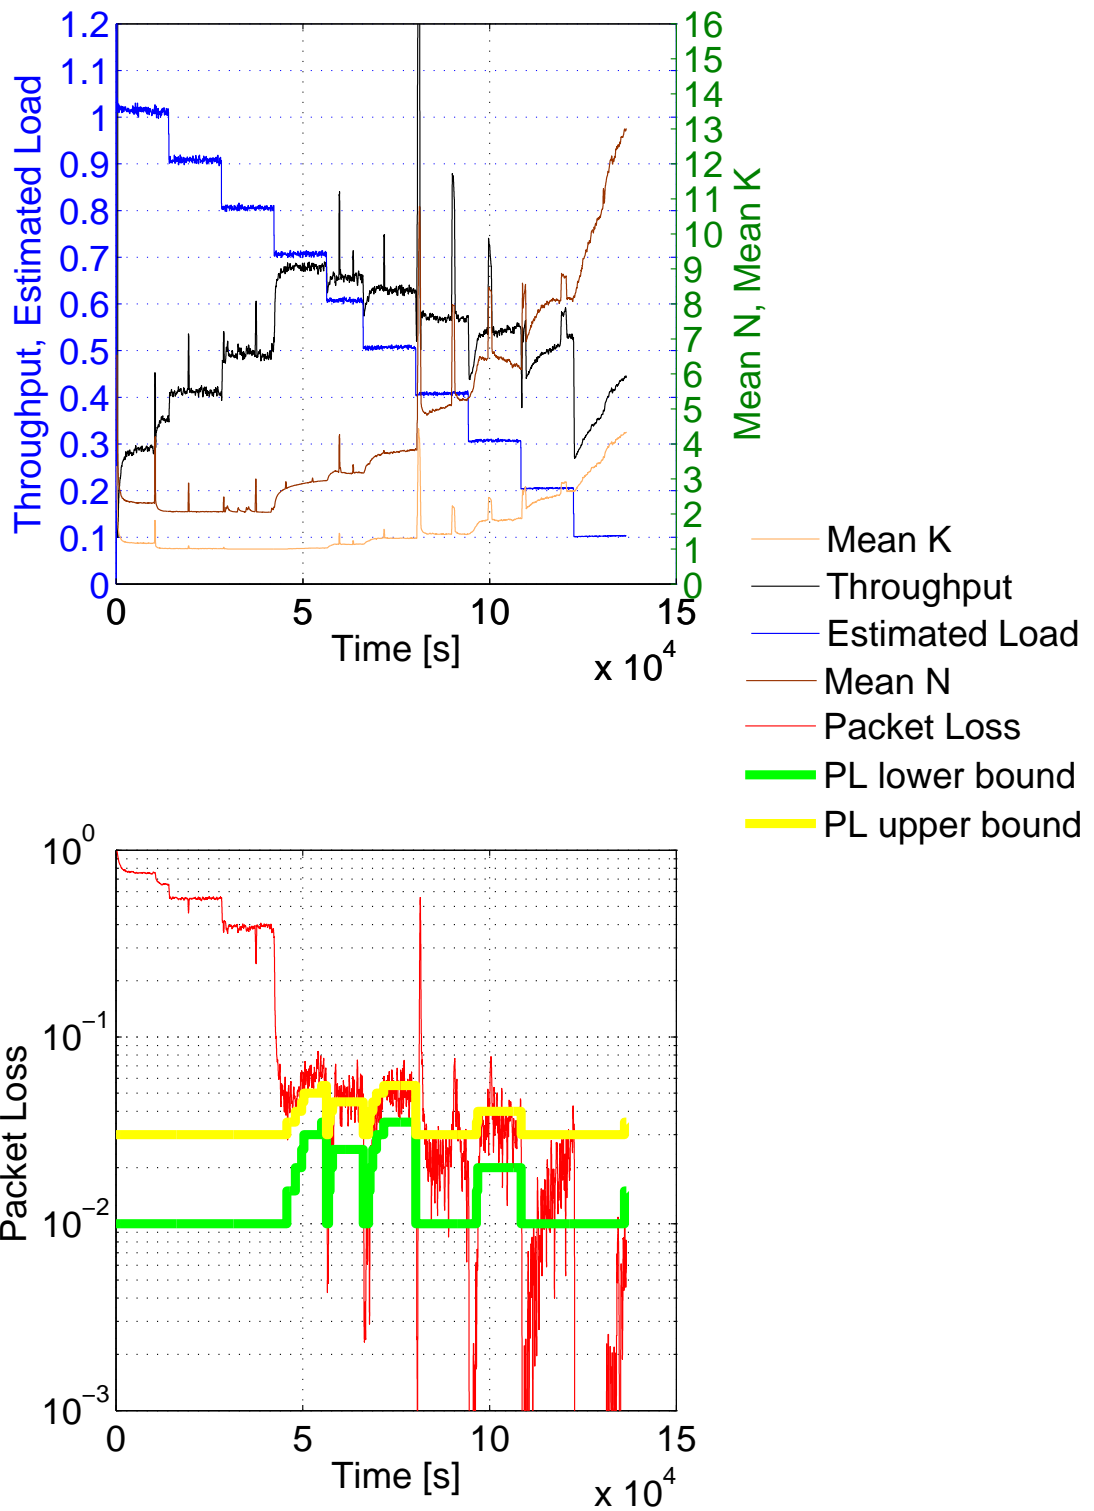 1.2
1.1
1
0.9
0.8
0.7
0.6
0.5
0.4
0.3
0.2
0.1
0
Throughput, Estimated Load
16
15
14
13
12
11
10
9
8
7
6
5
4
3
2
1
0
Mean N, Mean K
0 5 10 15
Time [s]
x 10^4
Mean K
Throughput
Estimated Load
Mean N
Packet Loss
PL lower bound
PL upper bound
10^0
10^−1
10^−2
10^−3
Packet Loss
0 5 10 15
Time [s]
x 10^4